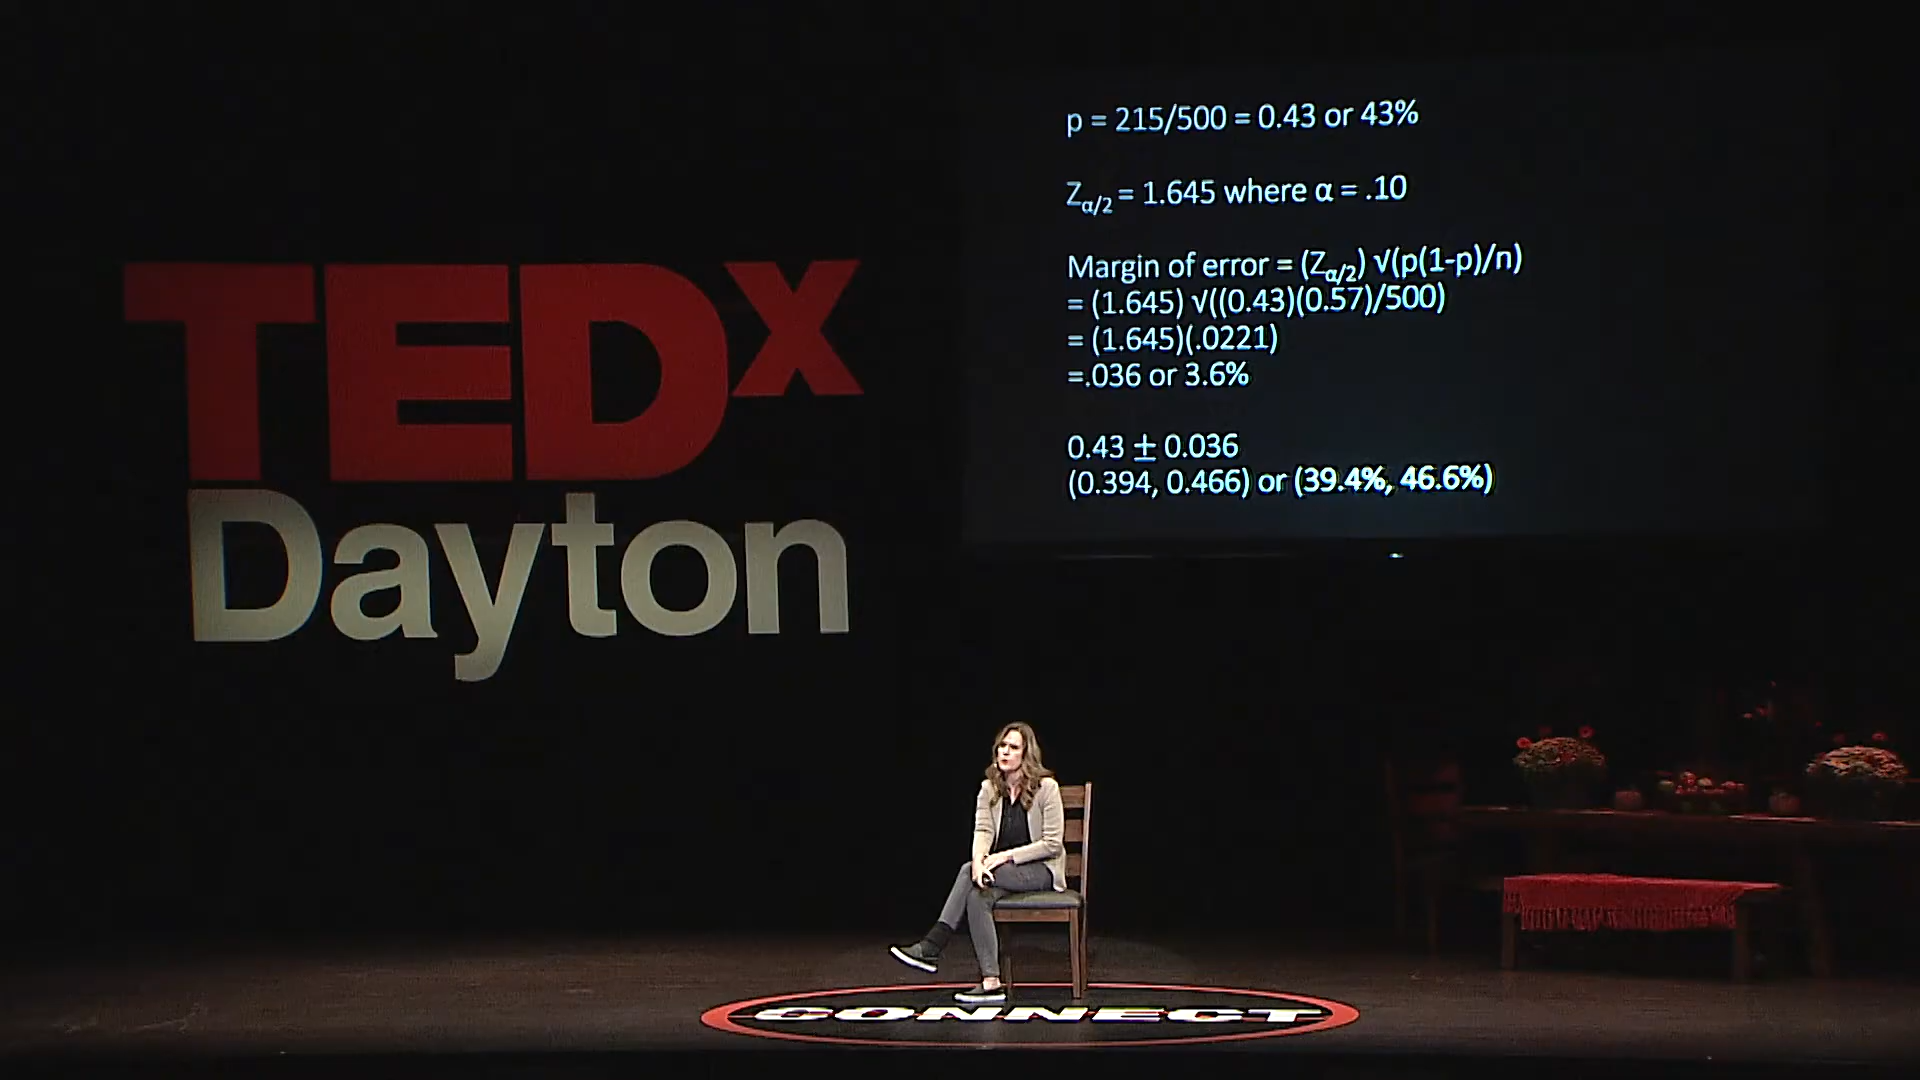 TEDx
Dayton
p = 215/500 = 0.43 or 43%
Zα/2 = 1.645 where α = .10
Margin of error = (Zα/2) √(p(1-p)/n)
= (1.645) √((0.43)(0.57)/500)
= (1.645)(.0221)
=.036 or 3.6%
0.43 ± 0.036
(0.394, 0.466) or (39.4%, 46.6%)
CONNECT